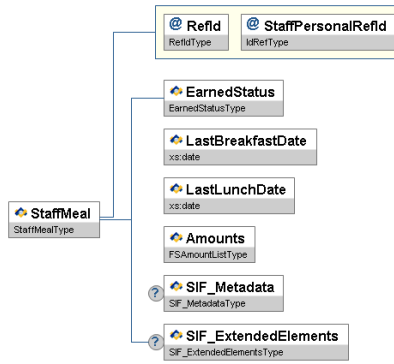 @ RefId
RefIdType
@ StaffPersonalRefId
IdRefType
EarnedStatus
EarnedStatusType
LastBreakfastDate
xs:date
LastLunchDate
xs:date
StaffMeal
StaffMealType
Amounts
FSAmountListType
? SIF_Metadata
SIF_MetadataType
? SIF_ExtendedElements
SIF_ExtendedElementsType